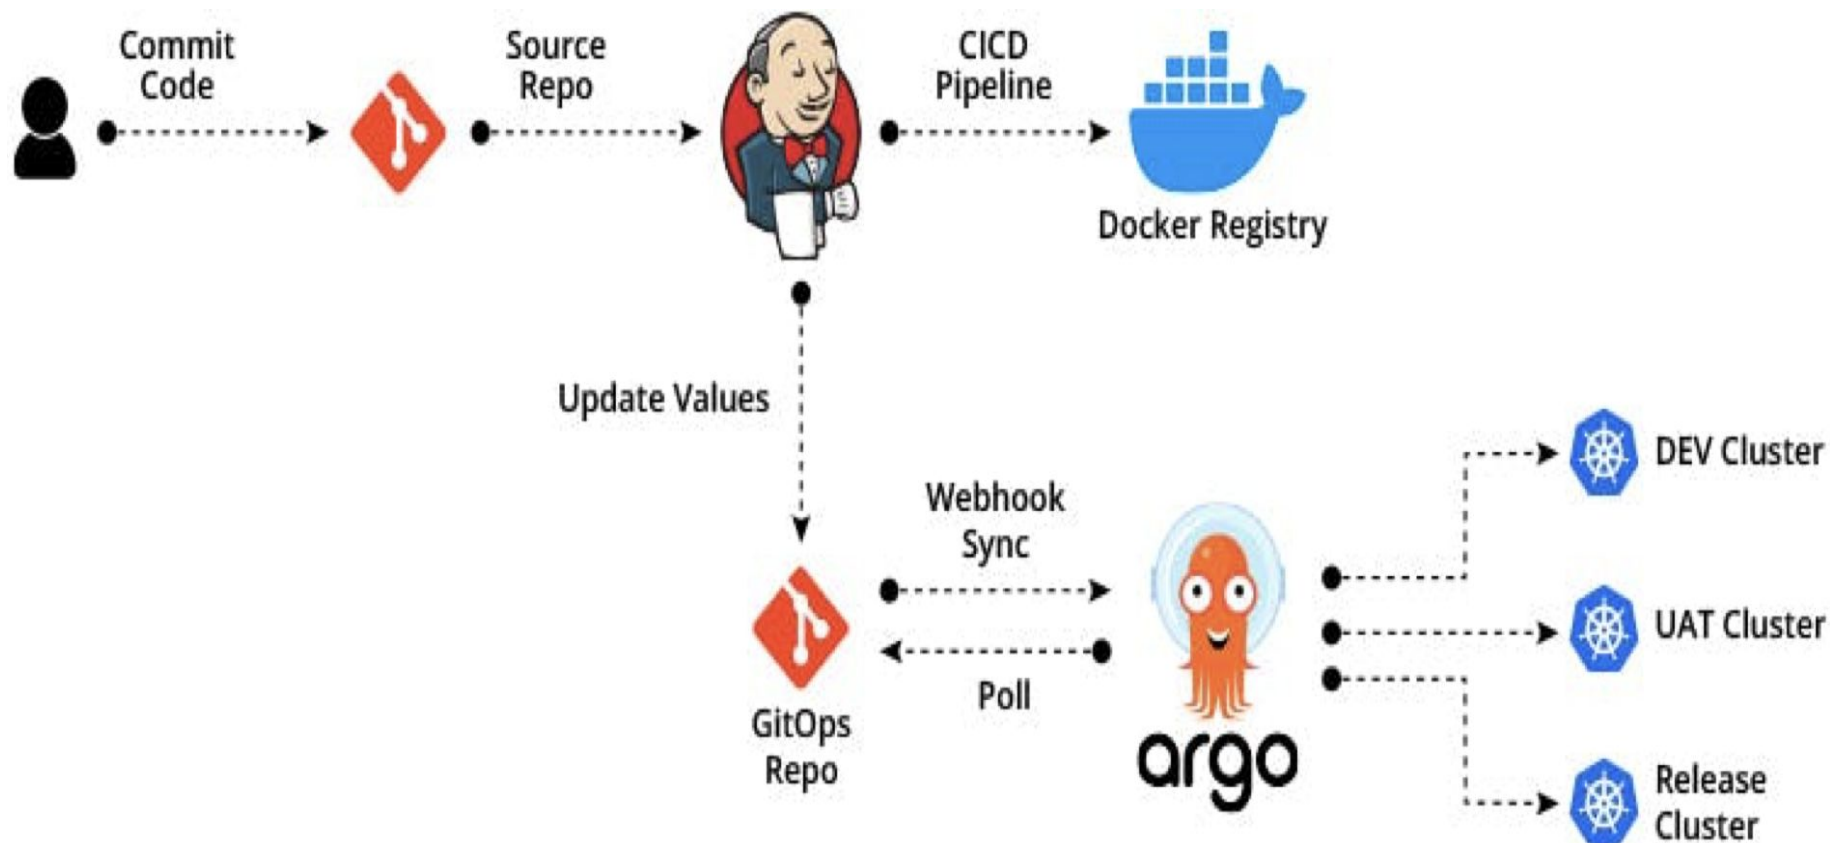 Commit
Code
Source
Repo
CICD
Pipeline
Docker Registry
Update Values
Webhook
Sync
Poll
GitOps
Repo
argo
DEV Cluster
UAT Cluster
Release
Cluster